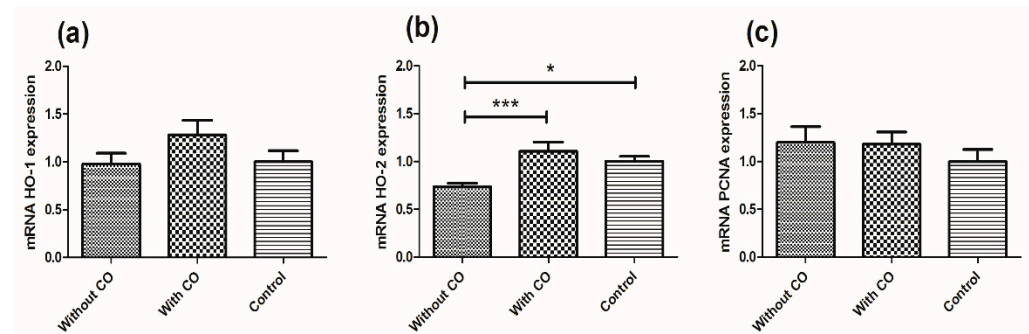 (a)
mRNA HO-1 expression
2.0
1.5
1.0
0.5
0.0
Without CO
With CO
Control
(b)
mRNA HO-2 expression
2.0
1.5
1.0
0.5
0.0
*
***
Without CO
With CO
Control
(c)
mRNA PCNA expression
2.0
1.5
1.0
0.5
0.0
Without CO
With CO
Control